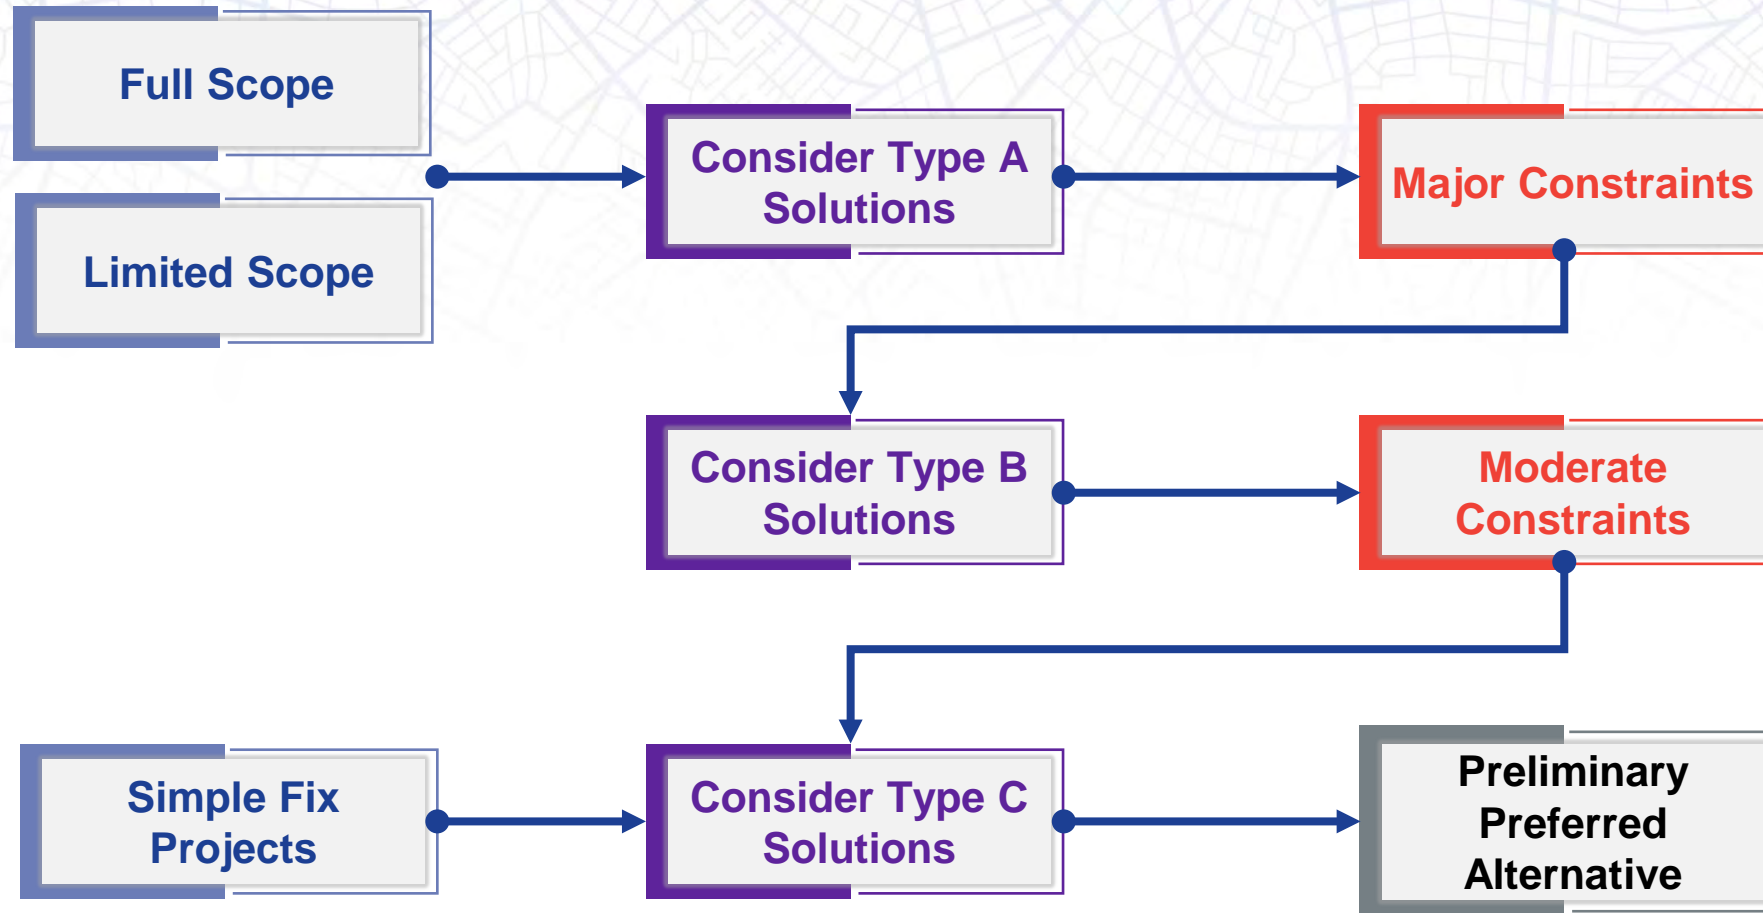 Full Scope
Limited Scope
Consider Type A
Solutions
Major Constraints
Consider Type B
Solutions
Moderate
Constraints
Simple Fix
Projects
Consider Type C
Solutions
Preliminary
Preferred
Alternative